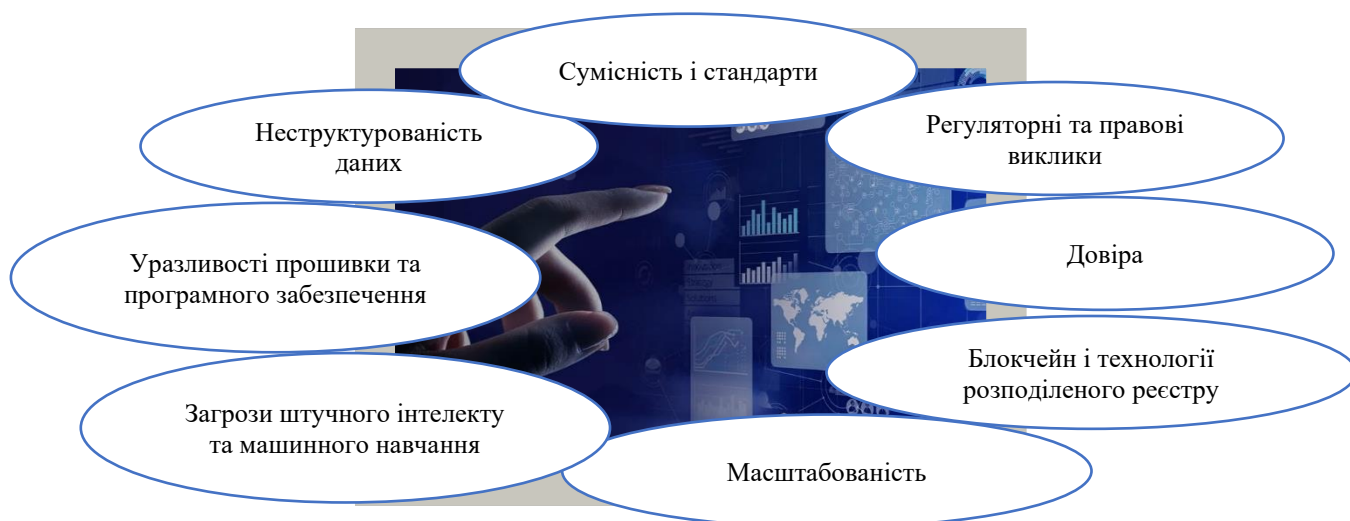 Сумісність і стандарти
Неструктурованість
даних
Регуляторні та правові
виклики
Уразливості прошивки та
програмного забезпечення
Довіра
Блокчейн і технології
розподіленого реєстру
Загрози штучного інтелекту
та машинного навчання
Масштабованість